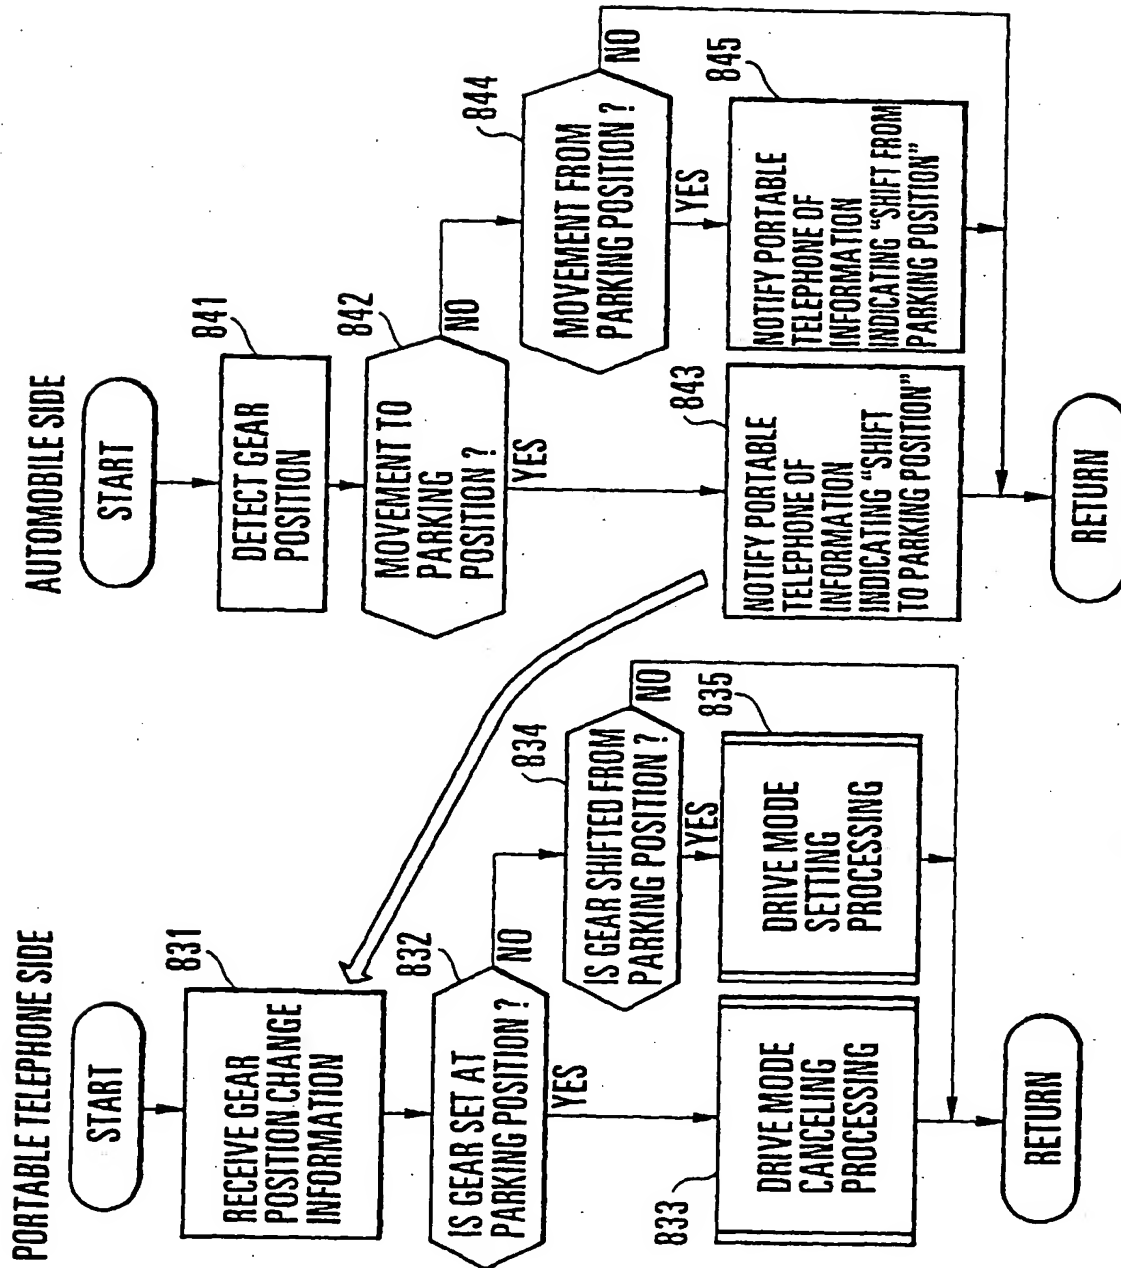 PORTABLE TELEPHONE SIDE
START
831
RECEIVE GEAR
POSITION CHANGE
INFORMATION
832
IS GEAR SET AT
PARKING POSITION ?
NO
YES
834
IS GEAR SHIFTED FROM
PARKING POSITION ?
NO
YES
833
DRIVE MODE
CANCELING
PROCESSING
835
DRIVE MODE
SETTING
PROCESSING
RETURN
AUTOMOBILE SIDE
START
841
DETECT GEAR
POSITION
842
MOVEMENT TO
PARKING
POSITION ?
NO
YES
844
MOVEMENT FROM
PARKING POSITION ?
NO
YES
843
NOTIFY PORTABLE
TELEPHONE OF
INFORMATION
INDICATING “SHIFT
TO PARKING POSITION”
845
NOTIFY PORTABLE
TELEPHONE OF
INFORMATION
INDICATING “SHIFT FROM
PARKING POSITION”
RETURN